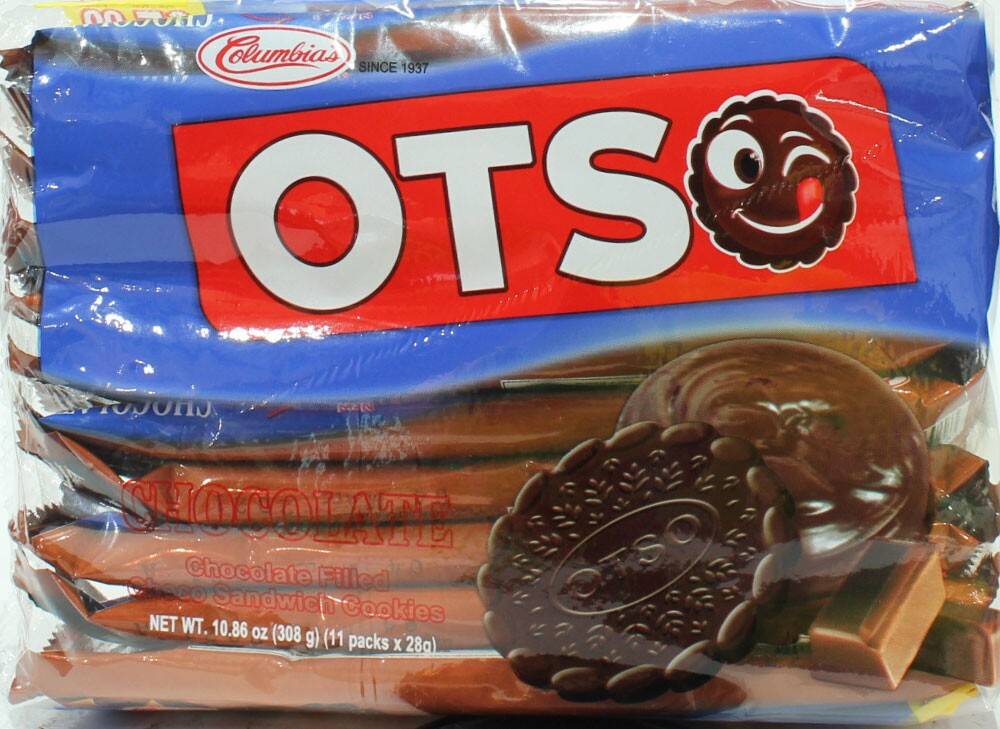 Columbia's
SINCE 1937
OTSO
CHOCOLATE
Chocolate Filled
Choco Sandwich Cookies
NET WT. 10.86 oz (308 g) (11 packs x 28g)
OTSO